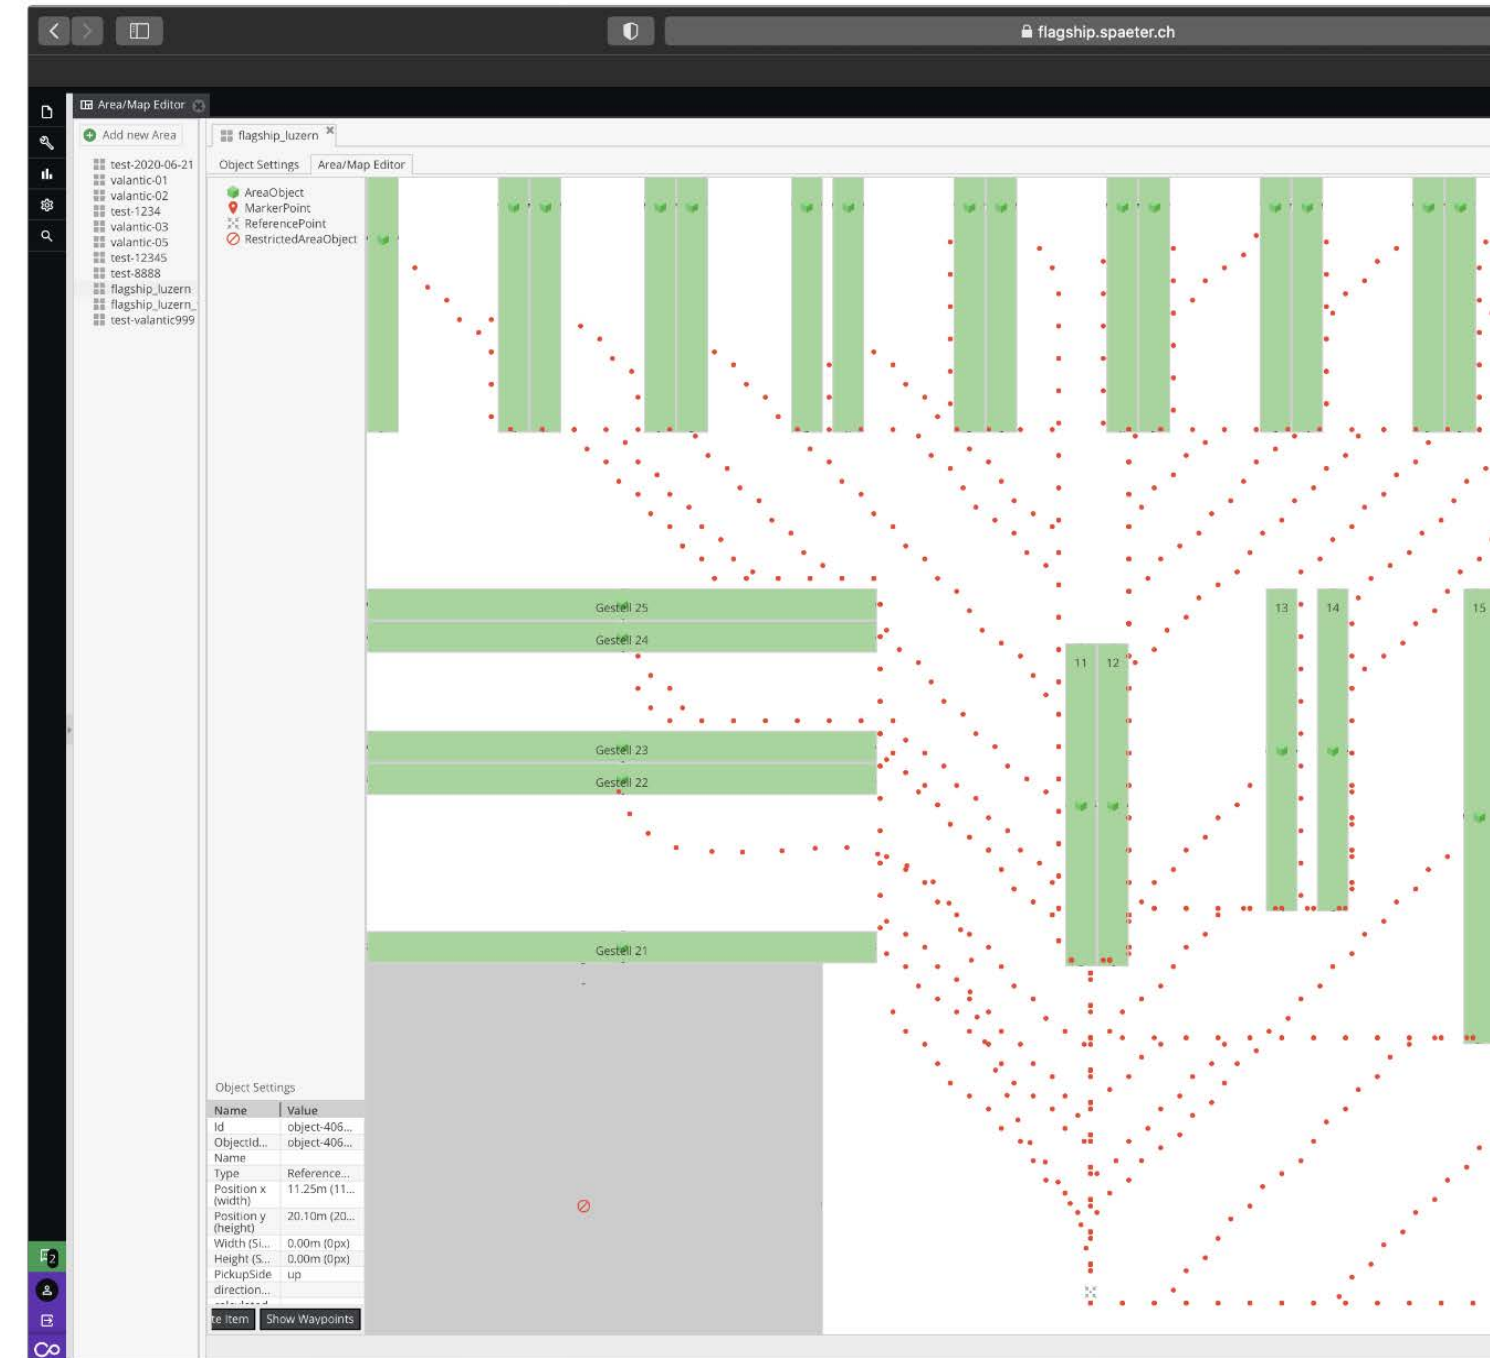 flagship.spaeter.ch
Area/Map Editor
Add new Area
test-2020-06-21
valantic-01
valantic-02
test-1234
valantic-03
valantic-05
test-12345
test-8888
flagship_luzern
flagship_luzern_
test-valantic999
flagship_luzern
Object Settings Area/Map Editor
AreaObject
MarkerPoint
ReferencePoint
RestrictedAreaObject
Gestell 25
13 14 15
Gestell 24
11 12
Gestell 23
Gestell 22
Gestell 21
Object Settings
Name Value
Id object-406...
ObjectId... object-406...
Name
Type Reference...
Position x (width) 11.25m (11...
Position y (height) 20.10m (20...
Width (Si... 0.00m (0px)
Height (S... 0.00m (0px)
PickupSide up
direction...
te Item Show Waypoints
2